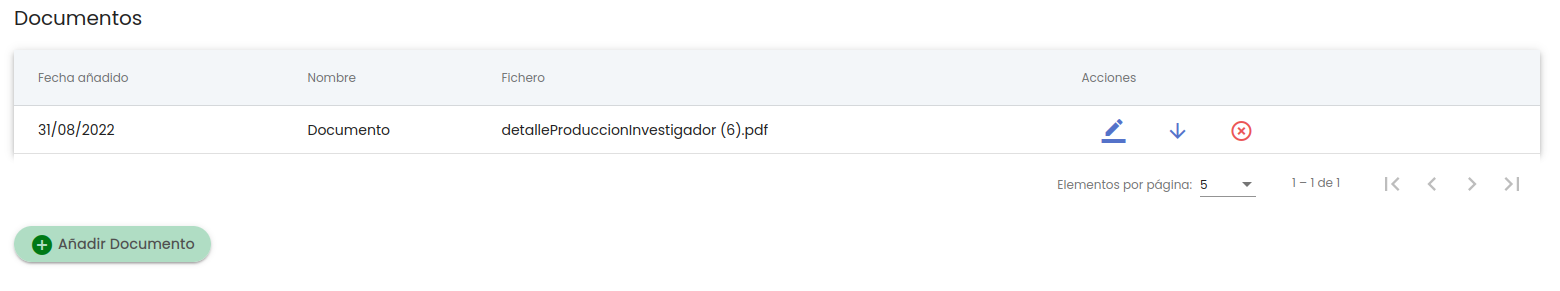 Documentos
Fecha añadido Nombre Fichero Acciones
31/08/2022 Documento detalleProduccionInvestigador (6).pdf
Elementos por página: 5 1 – 1 de 1
Añadir Documento